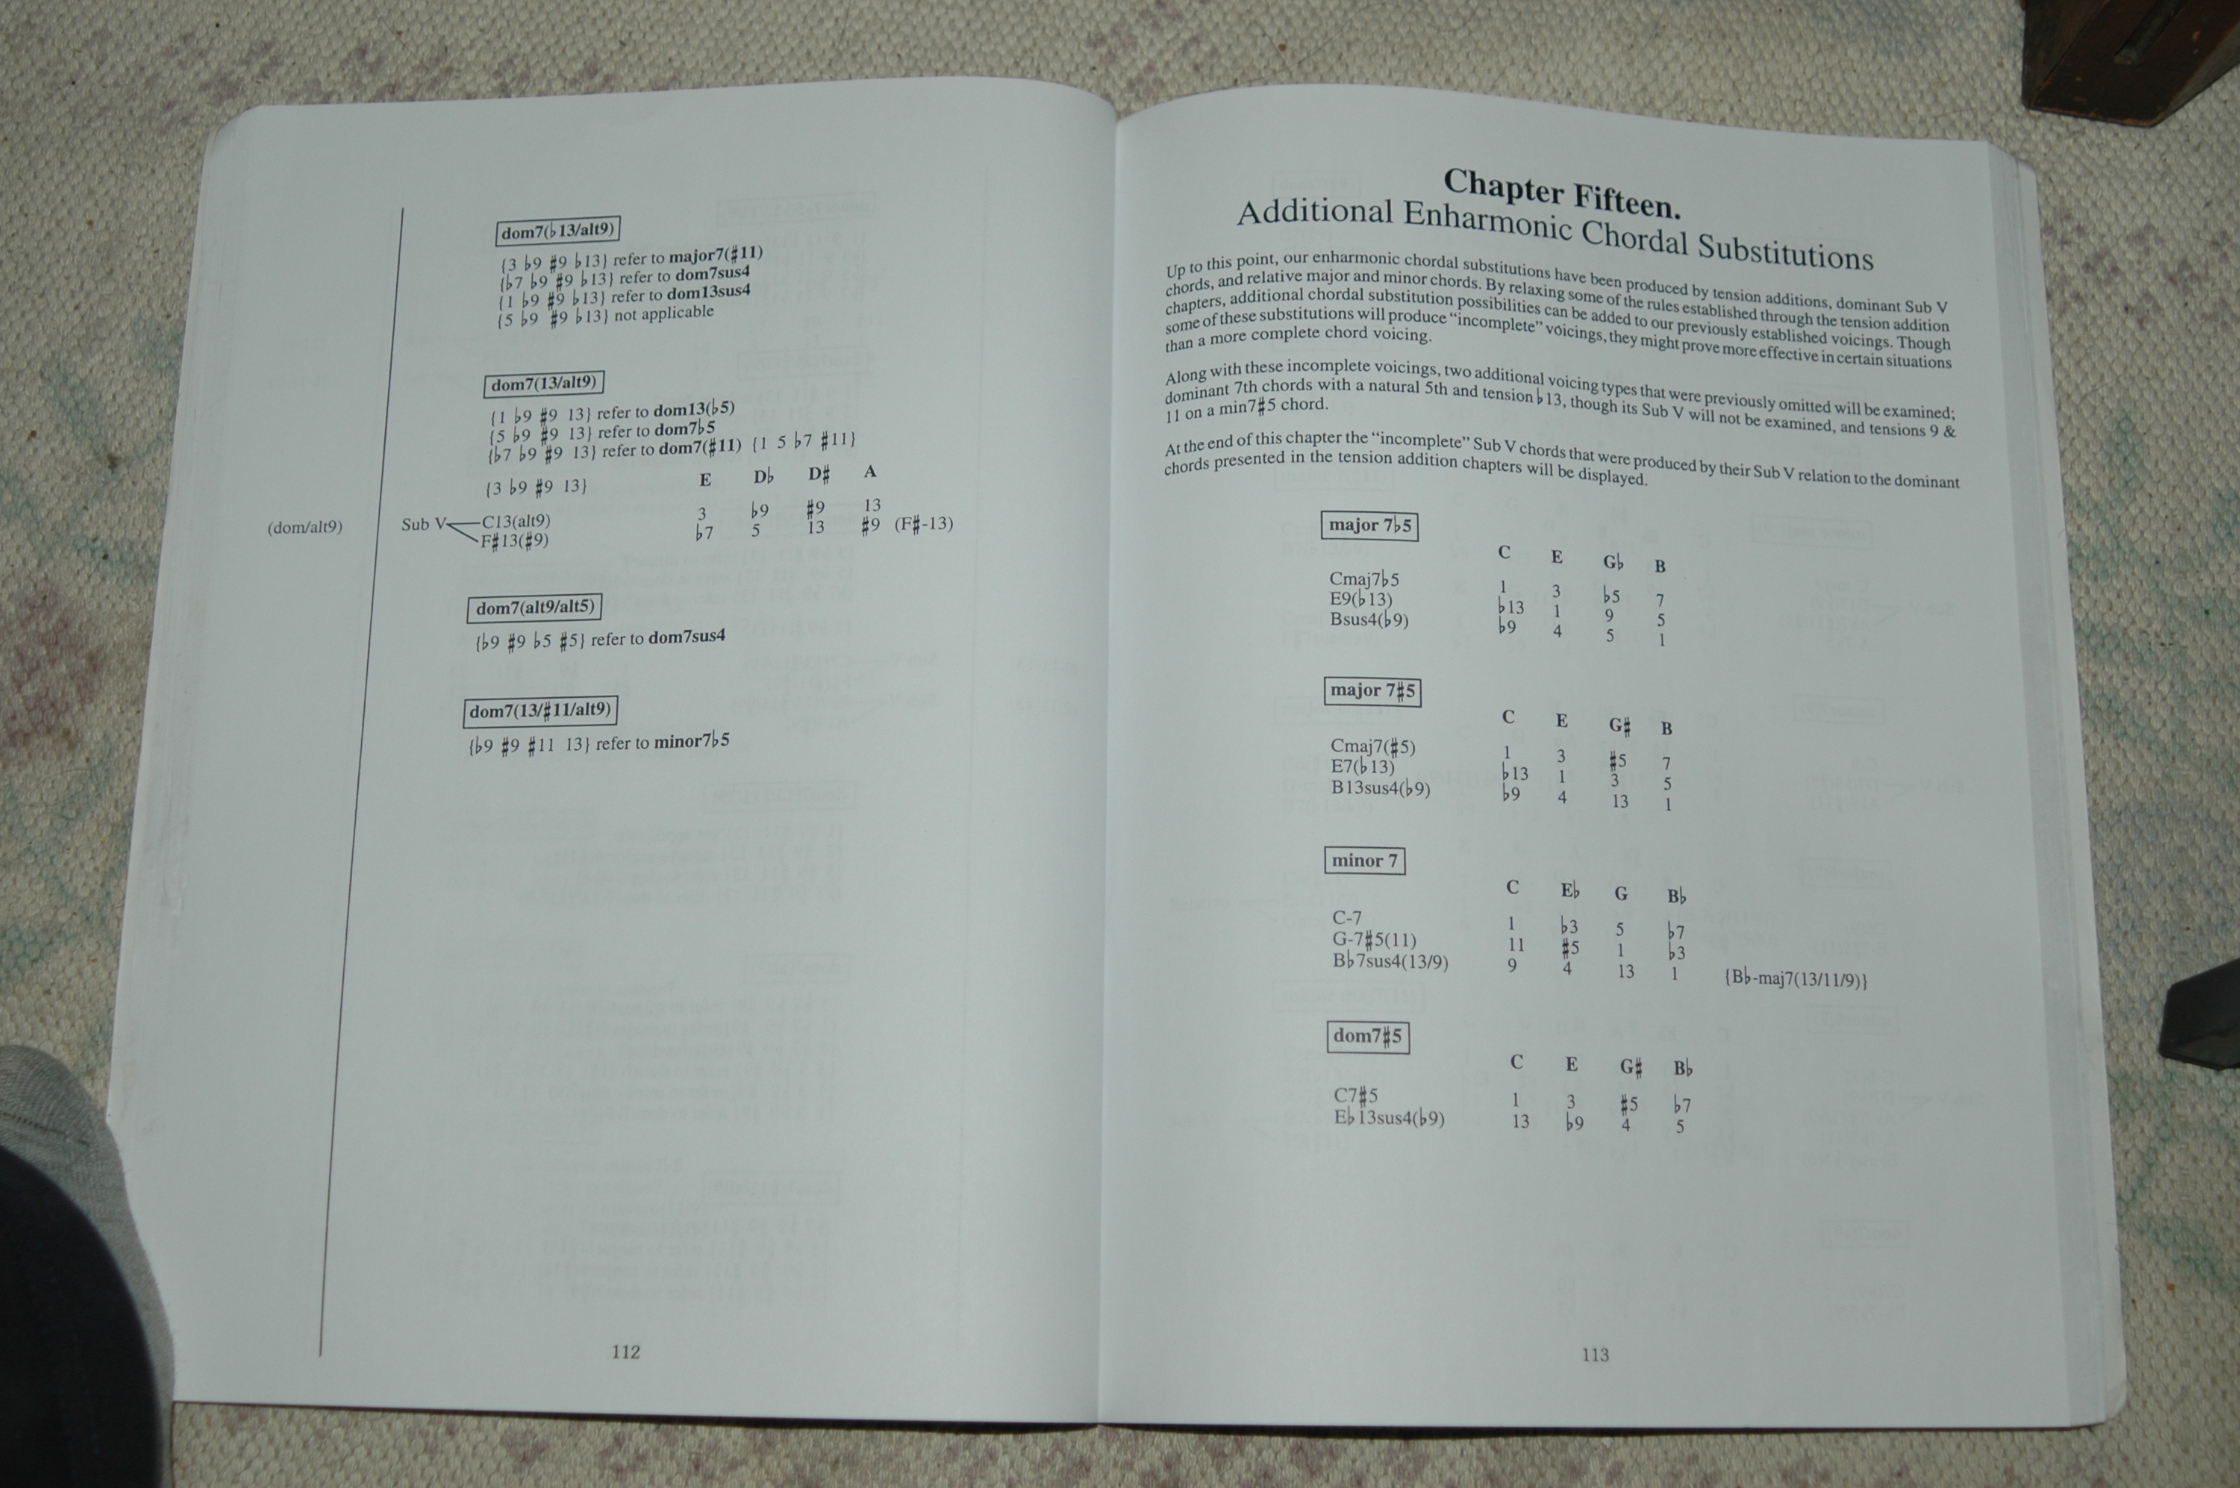 dom7(♭13/alt9)
{3 ♭9 ♯9 ♭13} refer to major7(♯11)
{♭7 ♭9 ♯9 ♭13} refer to dom7sus4
{1 ♭9 ♯9 ♭13} refer to dom13sus4
{5 ♭9 ♯9 ♭13} not applicable
dom7(13/alt9)
{1 ♭9 ♯9 13} refer to dom13(♭5)
{5 ♭9 ♯9 13} refer to dom7♭5
{♭7 ♭9 ♯9 13} refer to dom7(♯11) {1 5 ♭7 ♯11}
{3 ♭9 ♯9 13} E D♭ D♯ A
(dom/alt9) Sub V C13(alt9) 3 ♭9 ♯9 13
F♯13(♯9) ♭7 5 13 ♯9 (F♯-13)
dom7(alt9/alt5)
{♭9 ♯9 ♭5 ♯5} refer to dom7sus4
dom7(13/♯11/alt9)
{♭9 ♯9 ♯11 13} refer to minor7♭5
112
Chapter Fifteen.
Additional Enharmonic Chordal Substitutions
Up to this point, our enharmonic chordal substitutions have been produced by tension additions, dominant Sub V
chords, and relative major and minor chords. By relaxing some of the rules established through the tension addition
chapters, additional chordal substitution possibilities can be added to our previously established voicings. Though
some of these substitutions will produce “incomplete” voicings, they might prove more effective in certain situations
than a more complete chord voicing.
Along with these incomplete voicings, two additional voicing types that were previously omitted will be examined;
dominant 7th chords with a natural 5th and tension ♭13, though its Sub V will not be examined, and tensions 9 &
11 on a min7♯5 chord.
At the end of this chapter the “incomplete” Sub V chords that were produced by their Sub V relation to the dominant
chords presented in the tension addition chapters will be displayed.
major 7♭5
C E G♭ B
Cmaj7♭5 1 3 ♭5 7
E9(♭13) ♭13 1 9 5
Bsus4(♭9) ♭9 4 5 1
major 7♯5
C E G♯ B
Cmaj7(♯5) 1 3 ♯5 7
E7(♭13) ♭13 1 3 5
B13sus4(♭9) ♭9 4 13 1
minor 7
C E♭ G B♭
C-7 1 ♭3 5 ♭7
G-7♯5(11) 11 ♯5 1 ♭3
B♭7sus4(13/9) 9 4 13 1 {B♭-maj7(13/11/9)}
dom7♯5
C E G♯ B♭
C7♯5 1 3 ♯5 ♭7
E♭13sus4(♭9) 13 ♭9 4 5
113